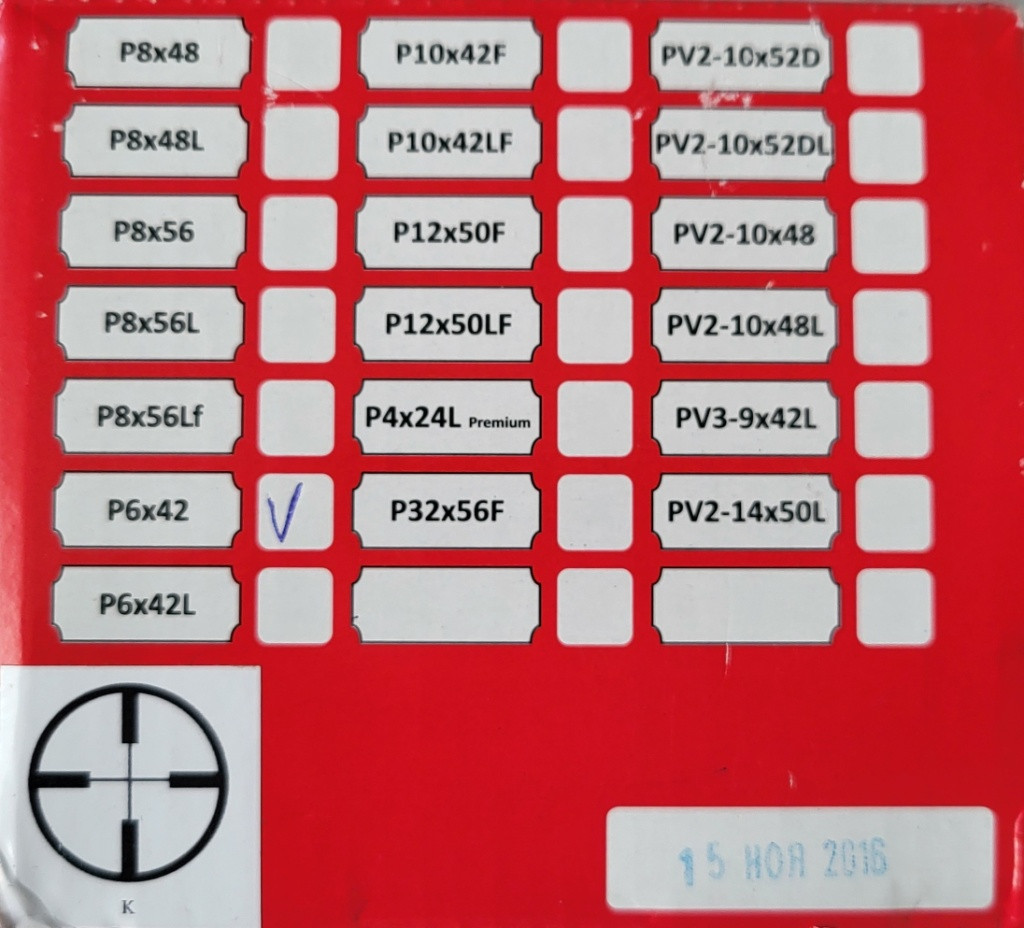 P8x48 P10x42F PV2-10x52D
P8x48L P10x42LF PV2-10x52DL
P8x56 P12x50F PV2-10x48
P8x56L P12x50LF PV2-10x48L
P8x56Lf P4x24L Premium PV3-9x42L
P6x42 V P32x56F PV2-14x50L
P6x42L
K
15 НОЯ 2016